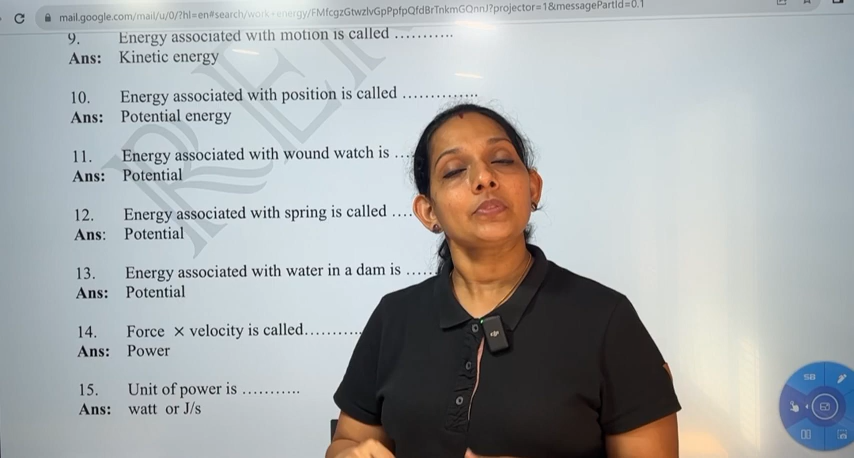 mail.google.com/mail/u/0/?hl=en#search/work+energy/FMfcgzGtwzlvGpPpfpQfdBrTnkmGQnnJ?projector=1&messagePartId=0.1
9. Energy associated with motion is called ...........
Ans: Kinetic energy
10. Energy associated with position is called ..............
Ans: Potential energy
11. Energy associated with wound watch is ...
Ans: Potential
12. Energy associated with spring is called ....
Ans: Potential
13. Energy associated with water in a dam is ......
Ans: Potential
14. Force × velocity is called...........
Ans: Power
15. Unit of power is ...........
Ans: watt or J/s
SB
dji